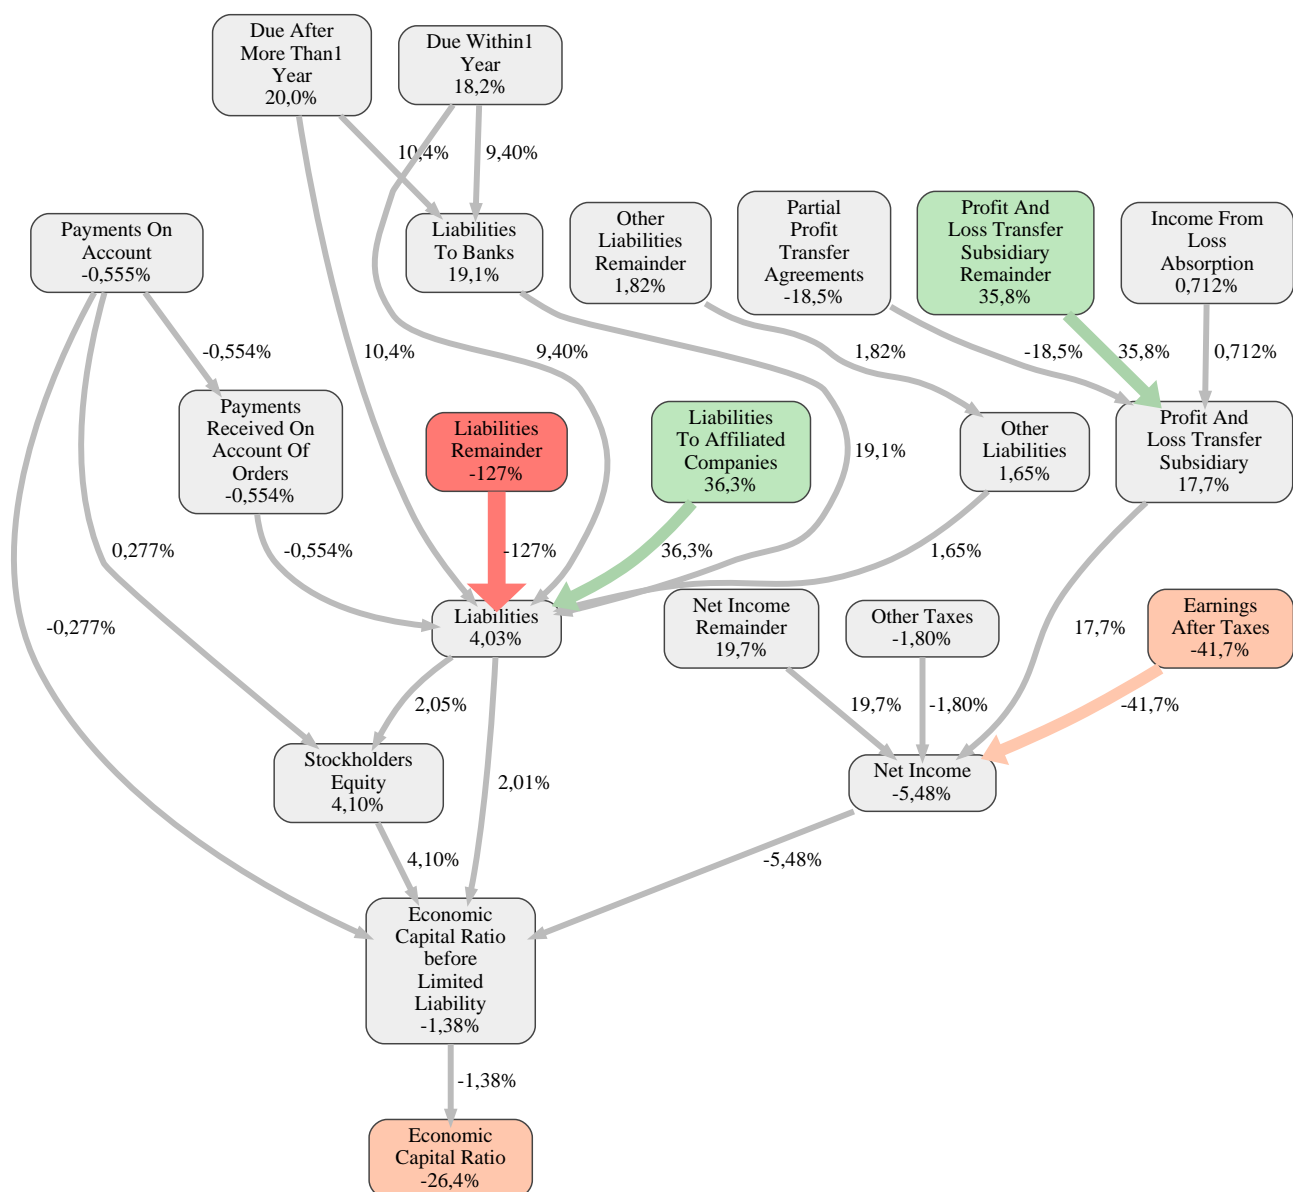 Due After
More Than1
Year
20,0%
Due Within1
Year
18,2%
10,4%
9,40%
Payments On
Account
-0,555%
Liabilities
To Banks
19,1%
Other
Liabilities
Remainder
1,82%
Partial
Profit
Transfer
Agreements
-18,5%
Profit And
Loss Transfer
Subsidiary
Remainder
35,8%
Income From
Loss
Absorption
0,712%
-0,554%
10,4%
9,40%
1,82%
-18,5%
35,8%
0,712%
Payments
Received On
Account Of
Orders
-0,554%
Liabilities
Remainder
-127%
Liabilities
To Affiliated
Companies
36,3%
19,1%
Other
Liabilities
1,65%
Profit And
Loss Transfer
Subsidiary
17,7%
0,277%
-0,554%
-127%
36,3%
1,65%
-0,277%
Liabilities
4,03%
Net Income
Remainder
19,7%
Other Taxes
-1,80%
17,7%
Earnings
After Taxes
-41,7%
2,05%
19,7%
-1,80%
-41,7%
Stockholders
Equity
4,10%
2,01%
Net Income
-5,48%
4,10%
-5,48%
Economic
Capital Ratio
before
Limited
Liability
-1,38%
-1,38%
Economic
Capital Ratio
-26,4%